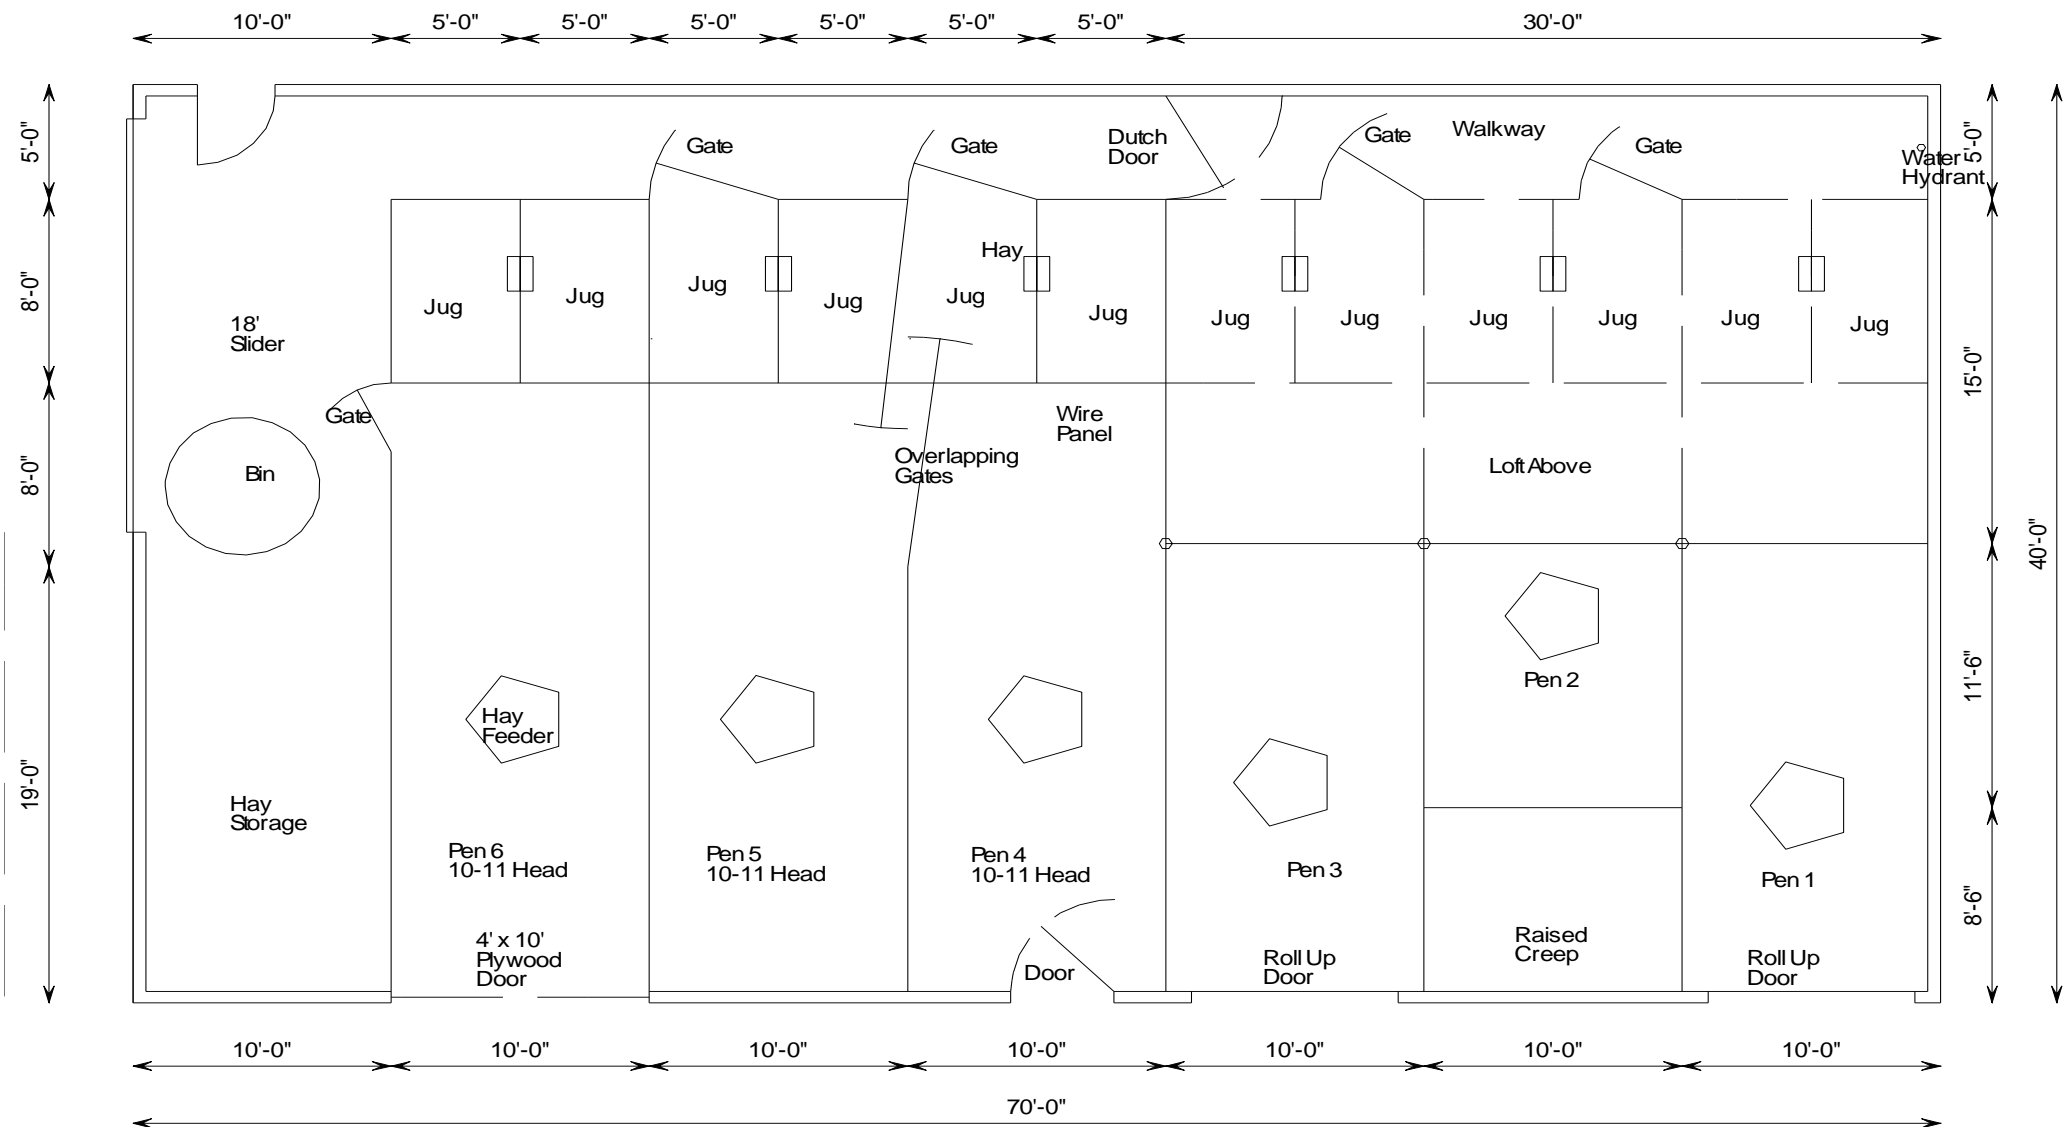 10'-0"
5'-0"
5'-0"
5'-0"
5'-0"
5'-0"
5'-0"
30'-0"
5'-0"
8'-0"
8'-0"
19'-0"
Gate
Gate
Dutch
Door
Gate
Walkway
Gate
Water
Hydrant
5'-0"
15'-0"
11'-6"
8'-6"
40'-0"
Hay
Jug
Jug
Jug
Jug
Jug
Jug
Jug
Jug
Jug
Jug
Jug
Jug
18'
Slider
Gate
Bin
Wire
Panel
Overlapping
Gates
Loft Above
Hay
Feeder
Pen 2
Hay
Storage
Pen 6
10-11 Head
Pen 5
10-11 Head
Pen 4
10-11 Head
Pen 3
Pen 1
4' x 10'
Plywood
Door
Door
Roll Up
Door
Raised
Creep
Roll Up
Door
10'-0"
10'-0"
10'-0"
10'-0"
10'-0"
10'-0"
10'-0"
70'-0"